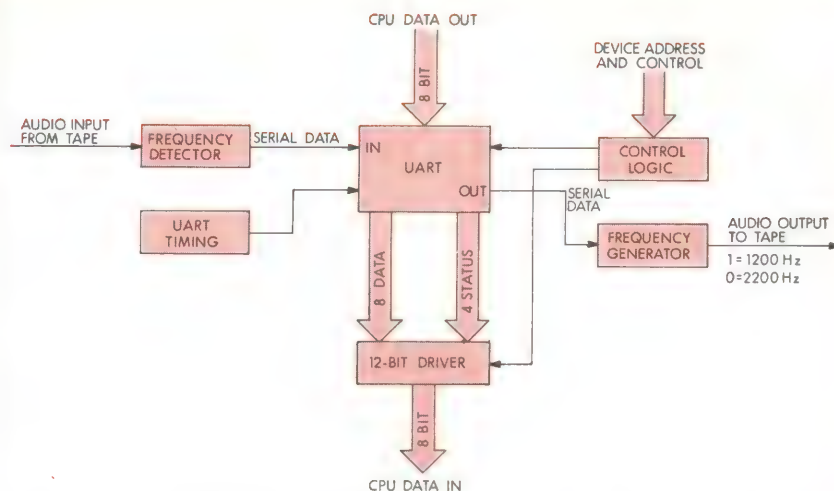 CPU DATA OUT
8 BIT
DEVICE ADDRESS
AND CONTROL
AUDIO INPUT
FROM TAPE
FREQUENCY
DETECTOR
SERIAL DATA
IN
UART
OUT
CONTROL
LOGIC
SERIAL
DATA
UART
TIMING
FREQUENCY
GENERATOR
AUDIO OUTPUT
TO TAPE
1=1200 Hz
0=2200 Hz
8 DATA
4 STATUS
12-BIT DRIVER
8 BIT
CPU DATA IN